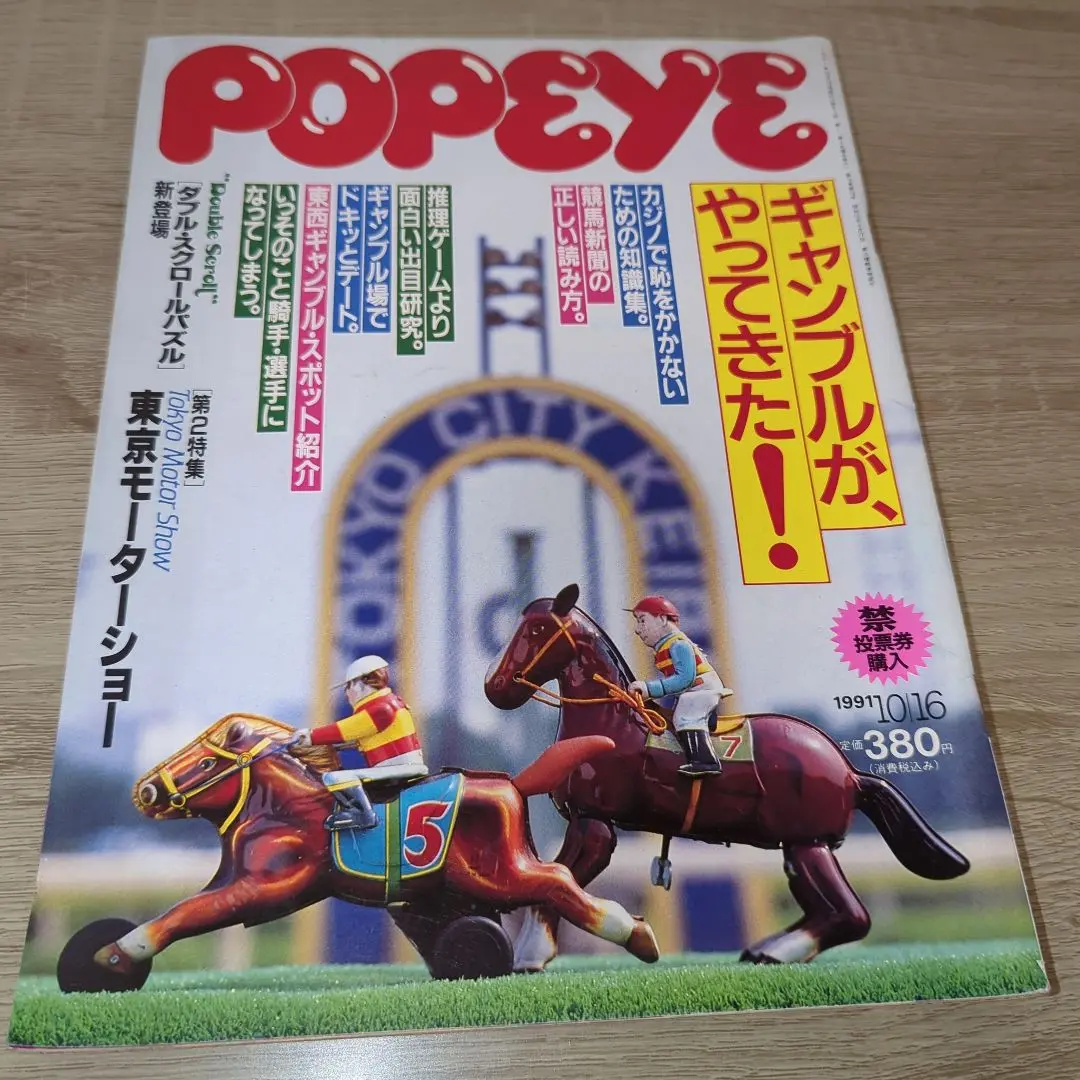 POPEYE
ギャンブルが、
やってきた!
カジノで恥をかかない
ための知識集。
競馬新聞の
正しい読み方。
推理ゲームより
面白い出目研究。
ギャンブル場で
ドキッとデート。
東西ギャンブル・スポット紹介
いっそのこと騎手・選手に
なってしまう。
"Double Scroll"
[ダブル・スクロールパズル]
新登場
[第2特集]
Tokyo Motor Show
東京モーターショー
TOKYO CITY KEIB
禁
投票券
購入
1991 10|16
定価380円
(消費税込み)
7
5